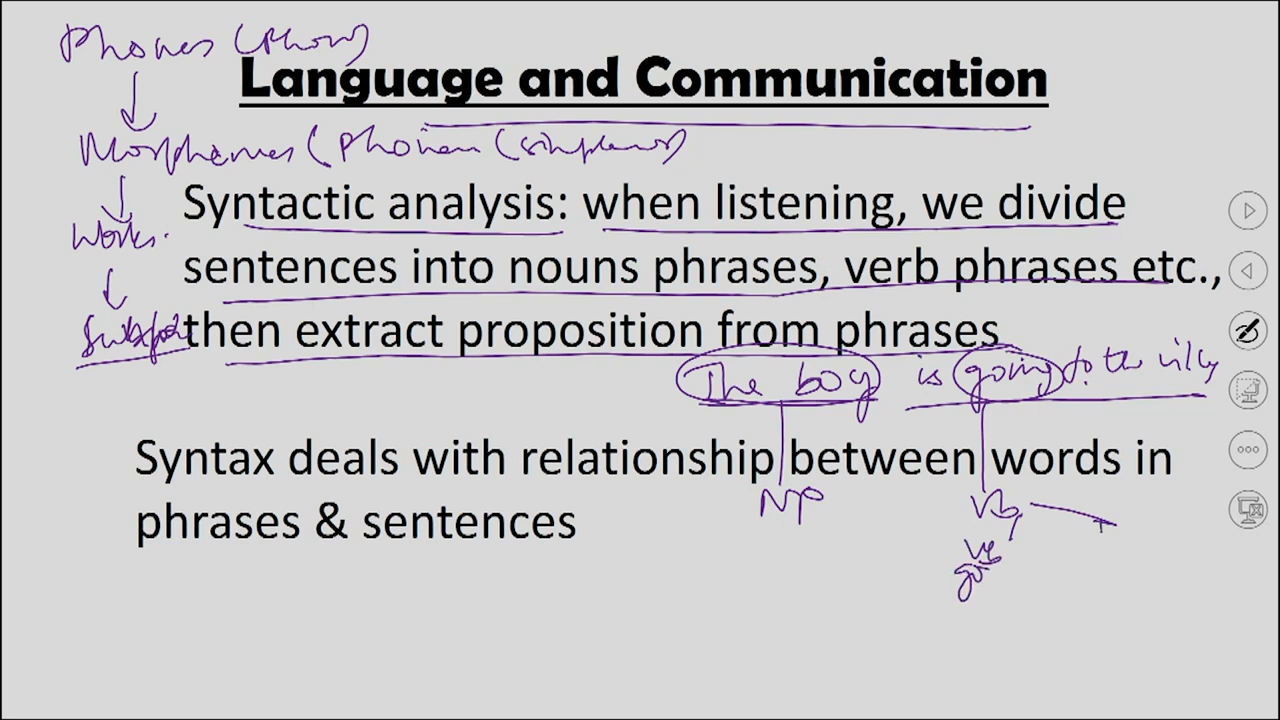 Phones (
Language and Communication
Morphemes (
Syntactic analysis: when listening, we divide
Words.
sentences into nouns phrases, verb phrases etc.,
then extract proposition from phrases
The boy is going to the
Syntax deals with relationship between words in
phrases & sentences
NP